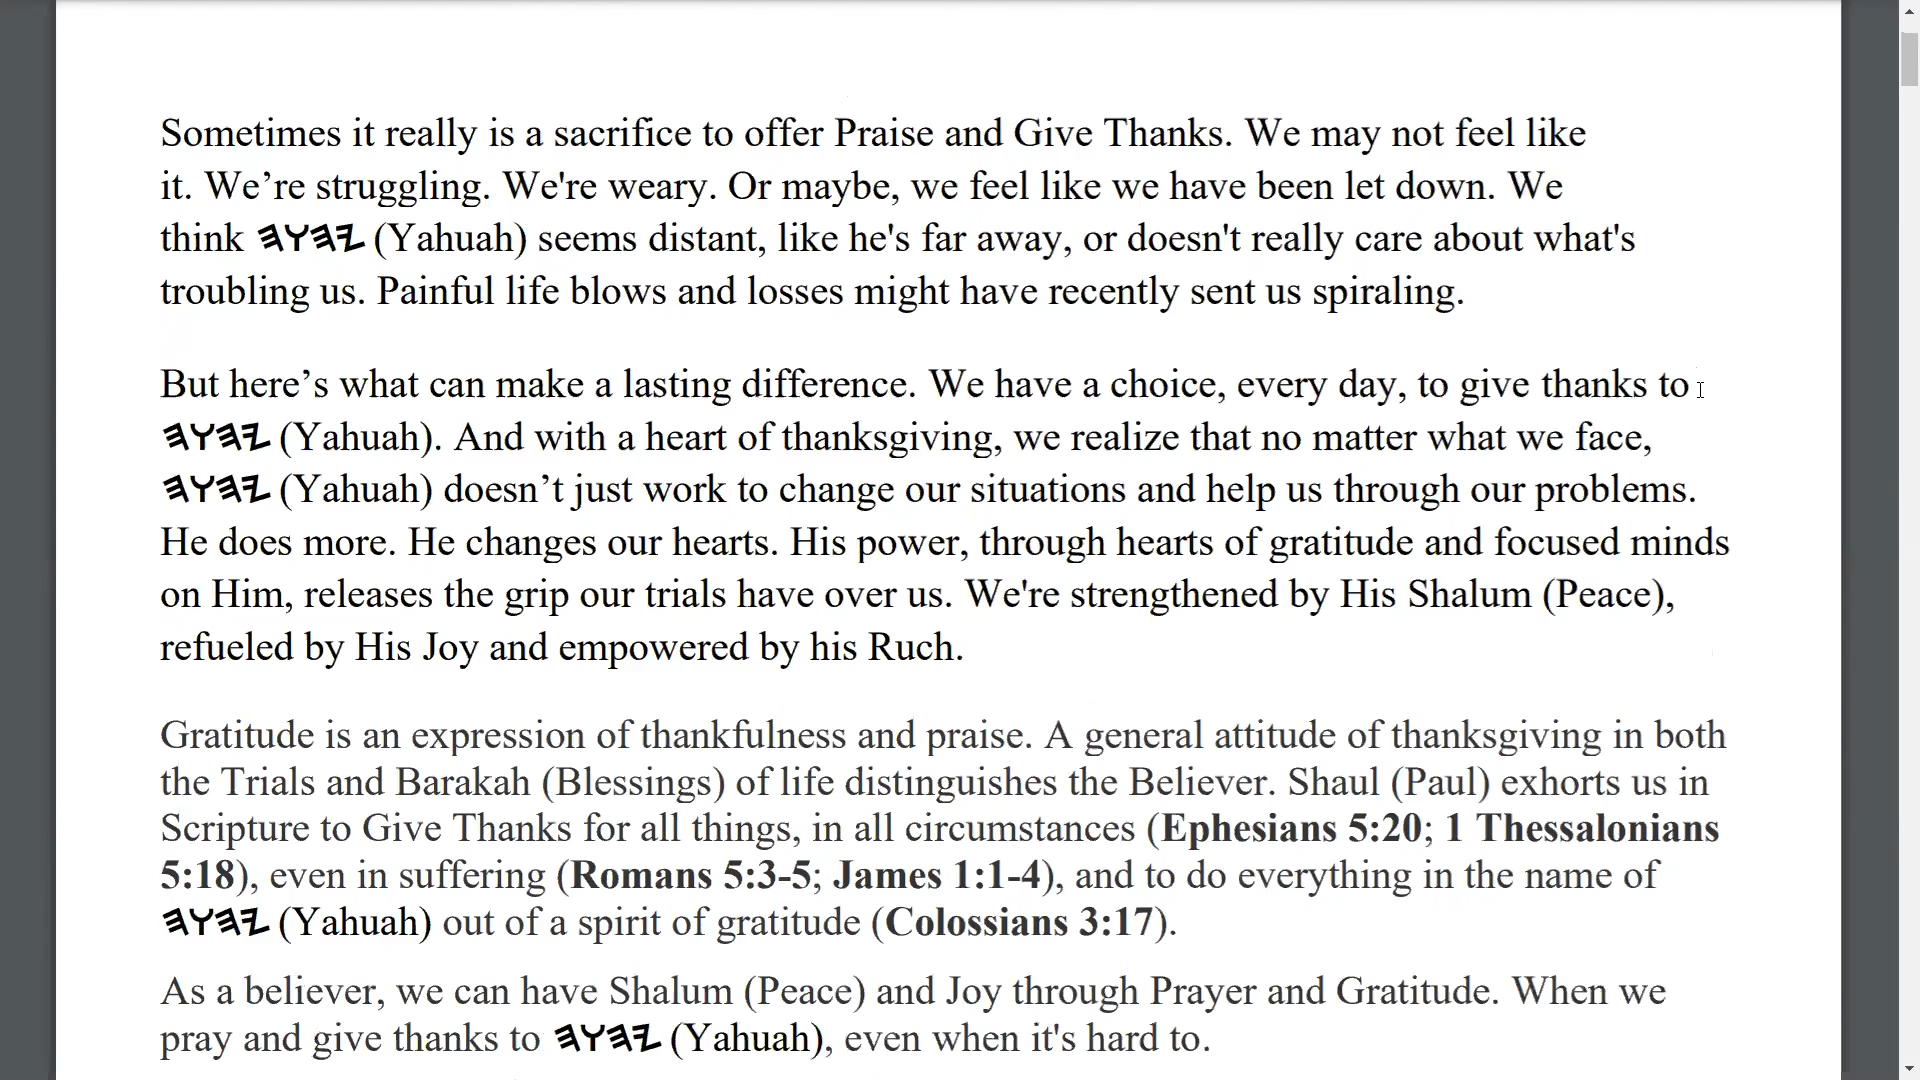 Sometimes it really is a sacrifice to offer Praise and Give Thanks. We may not feel like
it. We’re struggling. We're weary. Or maybe, we feel like we have been let down. We
think 𐤄𐤅𐤄𐤉 (Yahuah) seems distant, like he's far away, or doesn't really care about what's
troubling us. Painful life blows and losses might have recently sent us spiraling.
But here’s what can make a lasting difference. We have a choice, every day, to give thanks to
𐤄𐤅𐤄𐤉 (Yahuah). And with a heart of thanksgiving, we realize that no matter what we face,
𐤄𐤅𐤄𐤉 (Yahuah) doesn’t just work to change our situations and help us through our problems.
He does more. He changes our hearts. His power, through hearts of gratitude and focused minds
on Him, releases the grip our trials have over us. We're strengthened by His Shalum (Peace),
refueled by His Joy and empowered by his Ruch.
Gratitude is an expression of thankfulness and praise. A general attitude of thanksgiving in both
the Trials and Barakah (Blessings) of life distinguishes the Believer. Shaul (Paul) exhorts us in
Scripture to Give Thanks for all things, in all circumstances (Ephesians 5:20; 1 Thessalonians
5:18), even in suffering (Romans 5:3-5; James 1:1-4), and to do everything in the name of
𐤄𐤅𐤄𐤉 (Yahuah) out of a spirit of gratitude (Colossians 3:17).
As a believer, we can have Shalum (Peace) and Joy through Prayer and Gratitude. When we
pray and give thanks to 𐤄𐤅𐤄𐤉 (Yahuah), even when it's hard to.